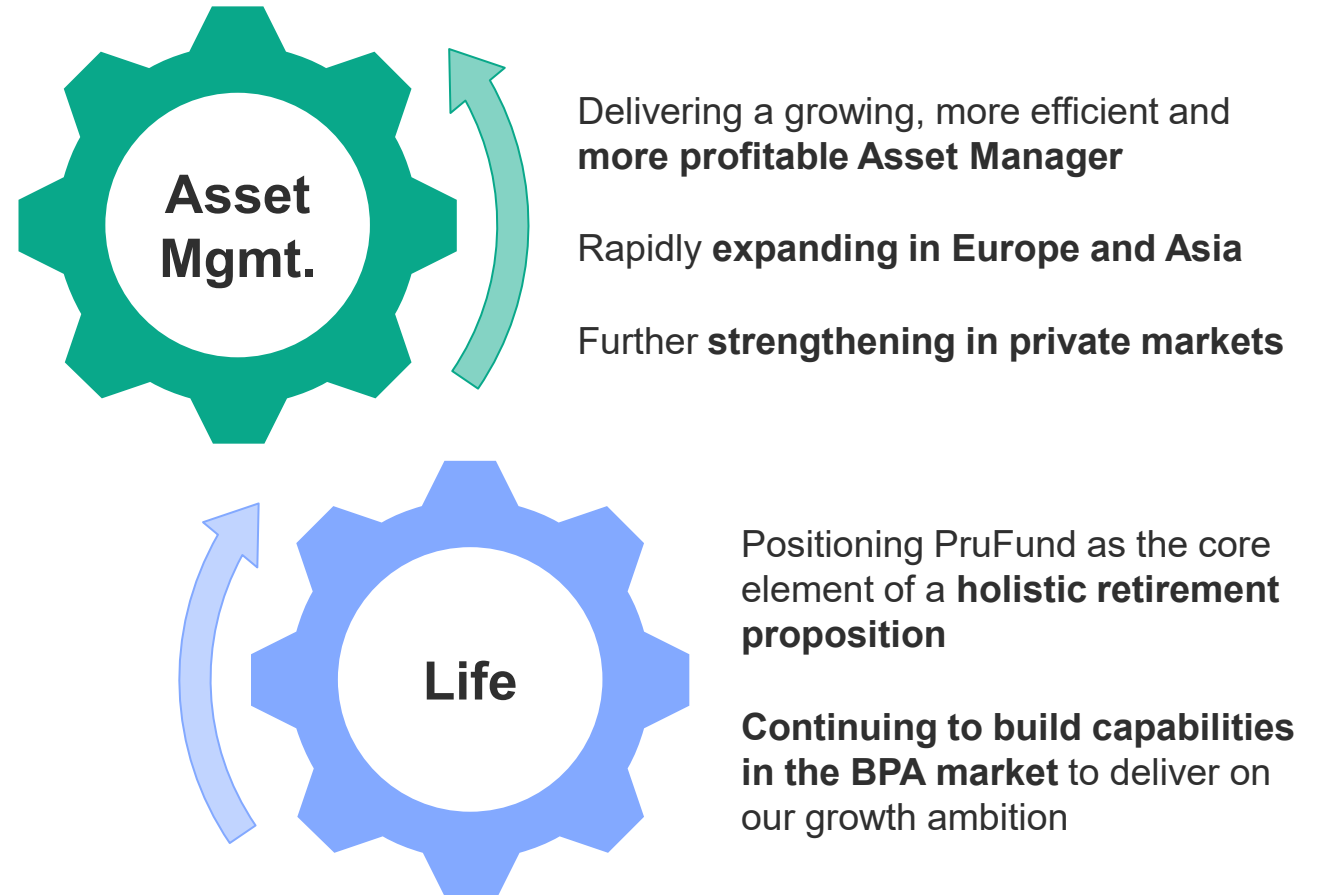 Asset
Mgmt.
Delivering a growing, more efficient and
more profitable Asset Manager
Rapidly expanding in Europe and Asia
Further strengthening in private markets
Life
Positioning PruFund as the core
element of a holistic retirement
proposition
Continuing to build capabilities
in the BPA market to deliver on
our growth ambition